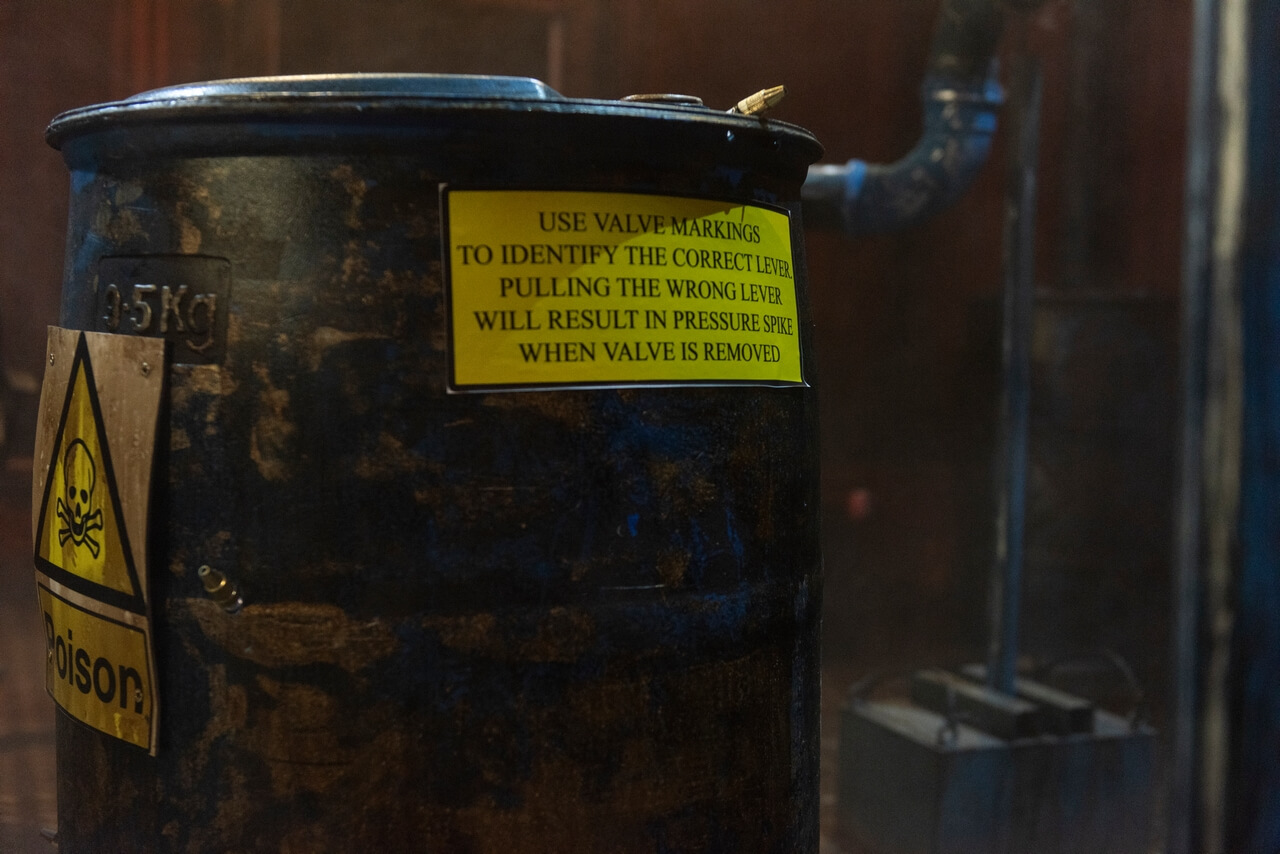 USE VALVE MARKINGS
TO IDENTIFY THE CORRECT LEVER.
PULLING THE WRONG LEVER
WILL RESULT IN PRESSURE SPIKE
WHEN VALVE IS REMOVED
5Kg
Poison